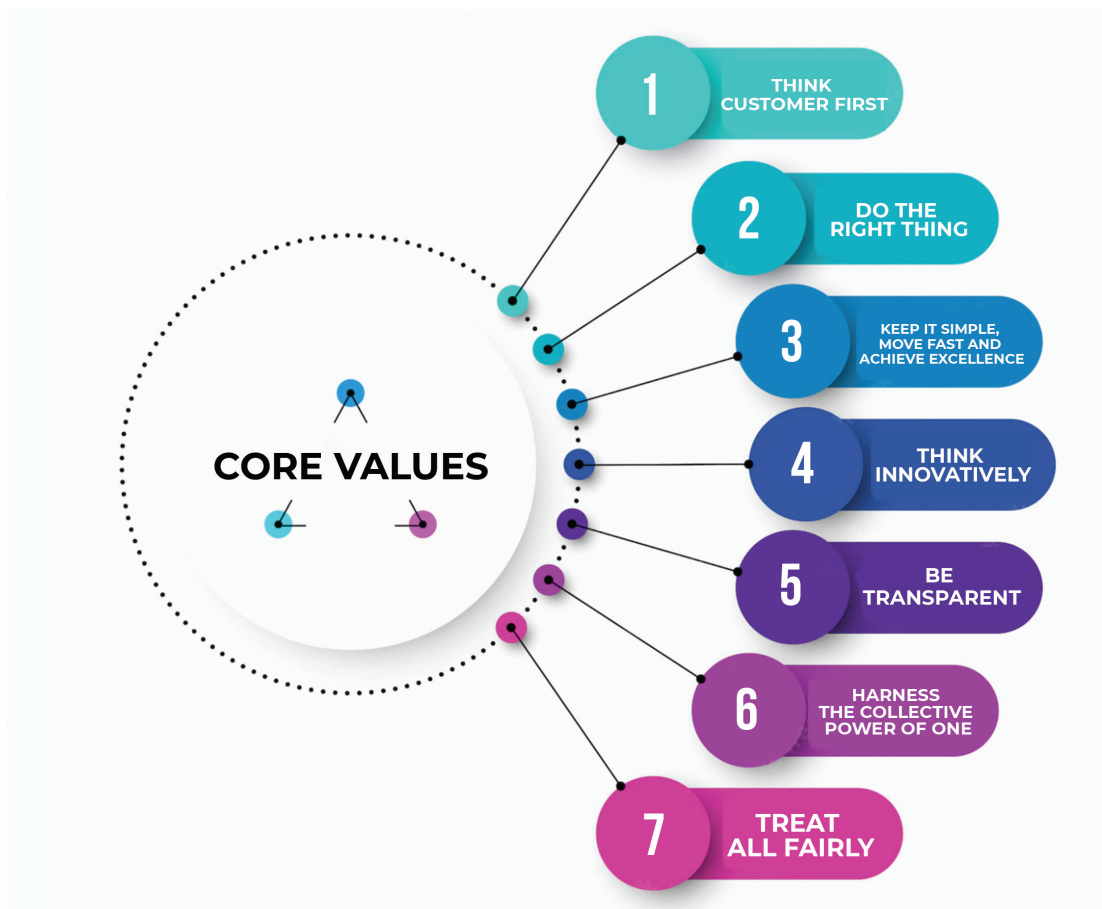 CORE VALUES
1
THINK
CUSTOMER FIRST
2
DO THE
RIGHT THING
3
KEEP IT SIMPLE,
MOVE FAST AND
ACHIEVE EXCELLENCE
4
THINK
INNOVATIVELY
5
BE
TRANSPARENT
6
HARNESS
THE COLLECTIVE
POWER OF ONE
7
TREAT
ALL FAIRLY